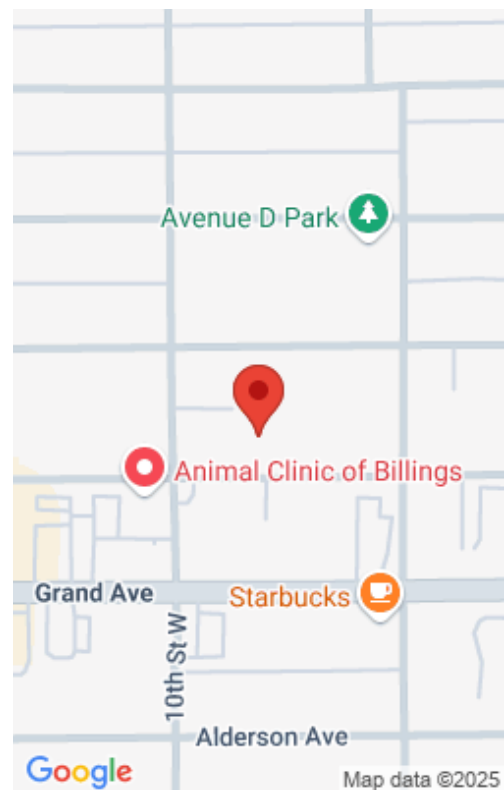 Avenue D Park
Animal Clinic of Billings
Grand Ave
Starbucks
10th St W
Alderson Ave
Google
Map data ©2025